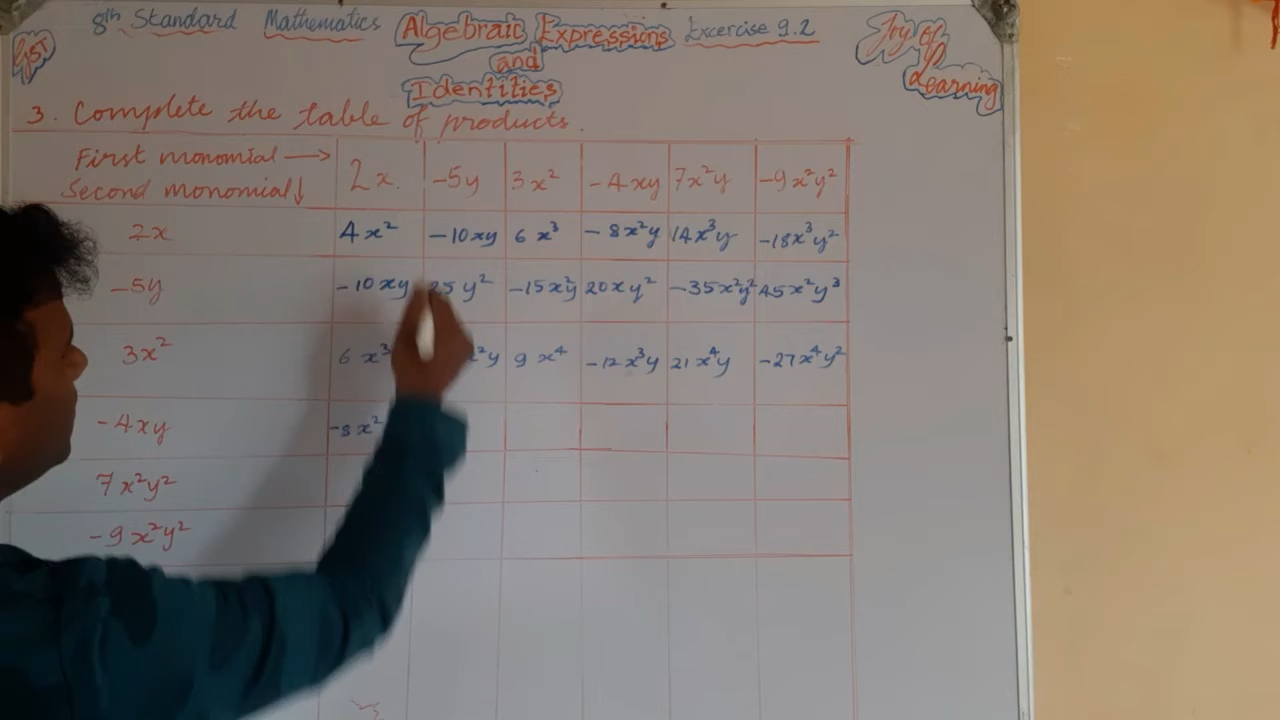 8th Standard Mathematics Algebraic Expressions Excercise 9.2 Joy of
and Learning
Identities
3. Complete the table of products.
First monomial → 2x. -5y 3x² -4xy 7x²y -9x²y²
Second monomial ↓
2x 4x² -10xy 6x³ -8x²y 14x³y -18x³y²
-5y -10xy 25y² -15x²y 20xy² -35x²y² 45x²y³
3x² 6x³ x²y 9x⁴ -12x³y 21x⁴y -27x⁴y²
-4xy -8x²
7x²y²
-9x²y²